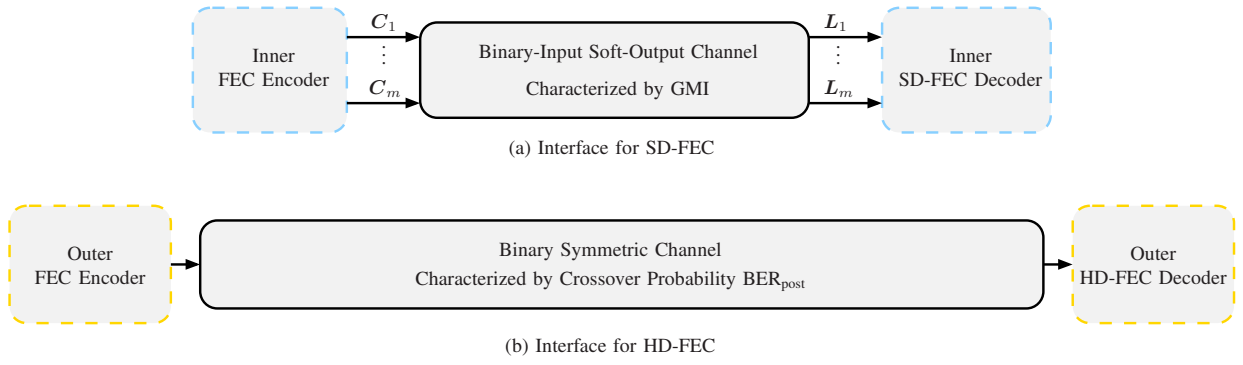 Inner
FEC Encoder
C₁
⋮
Cₘ
Binary-Input Soft-Output Channel
Characterized by GMI
L₁
⋮
Lₘ
Inner
SD-FEC Decoder
(a) Interface for SD-FEC
Outer
FEC Encoder
Binary Symmetric Channel
Characterized by Crossover Probability BERpost
Outer
HD-FEC Decoder
(b) Interface for HD-FEC